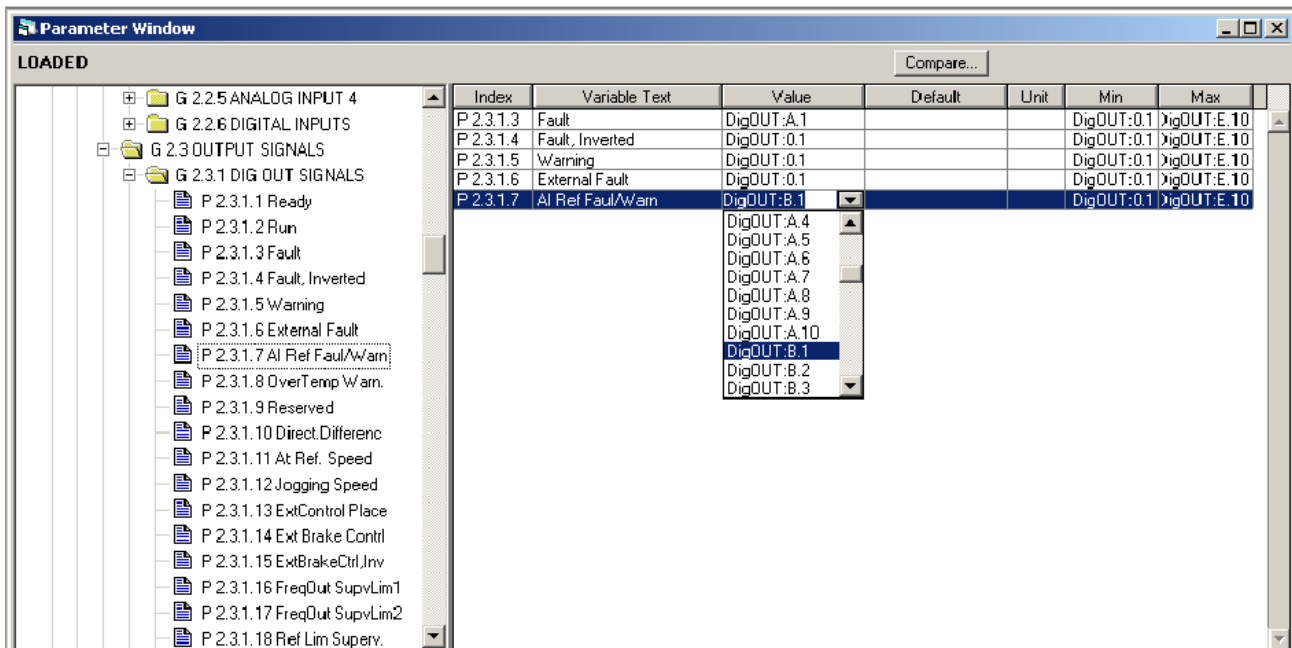 Parameter Window
LOADED
Compare...
G 2.2.5 ANALOG INPUT 4
G 2.2.6 DIGITAL INPUTS
G 2.3 OUTPUT SIGNALS
G 2.3.1 DIG OUT SIGNALS
P 2.3.1.1 Ready
P 2.3.1.2 Run
P 2.3.1.3 Fault
P 2.3.1.4 Fault, Inverted
P 2.3.1.5 Warning
P 2.3.1.6 External Fault
P 2.3.1.7 AI Ref Faul/Warn
P 2.3.1.8 OverTemp Warn.
P 2.3.1.9 Reserved
P 2.3.1.10 Direct.Differenc
P 2.3.1.11 At Ref. Speed
P 2.3.1.12 Jogging Speed
P 2.3.1.13 ExtControl Place
P 2.3.1.14 Ext Brake Contrl
P 2.3.1.15 ExtBrakeCtrl,Inv
P 2.3.1.16 FreqOut SupvLim1
P 2.3.1.17 FreqOut SupvLim2
P 2.3.1.18 Ref Lim Superv.
Index Variable Text Value Default Unit Min Max
P 2.3.1.3 Fault DigOUT:A.1 DigOUT:0.1 DigOUT:E.10
P 2.3.1.4 Fault, Inverted DigOUT:0.1 DigOUT:0.1 DigOUT:E.10
P 2.3.1.5 Warning DigOUT:0.1 DigOUT:0.1 DigOUT:E.10
P 2.3.1.6 External Fault DigOUT:0.1 DigOUT:0.1 DigOUT:E.10
P 2.3.1.7 AI Ref Faul/Warn DigOUT:B.1 DigOUT:0.1 DigOUT:E.10
DigOUT:A.4
DigOUT:A.5
DigOUT:A.6
DigOUT:A.7
DigOUT:A.8
DigOUT:A.9
DigOUT:A.10
DigOUT:B.1
DigOUT:B.2
DigOUT:B.3